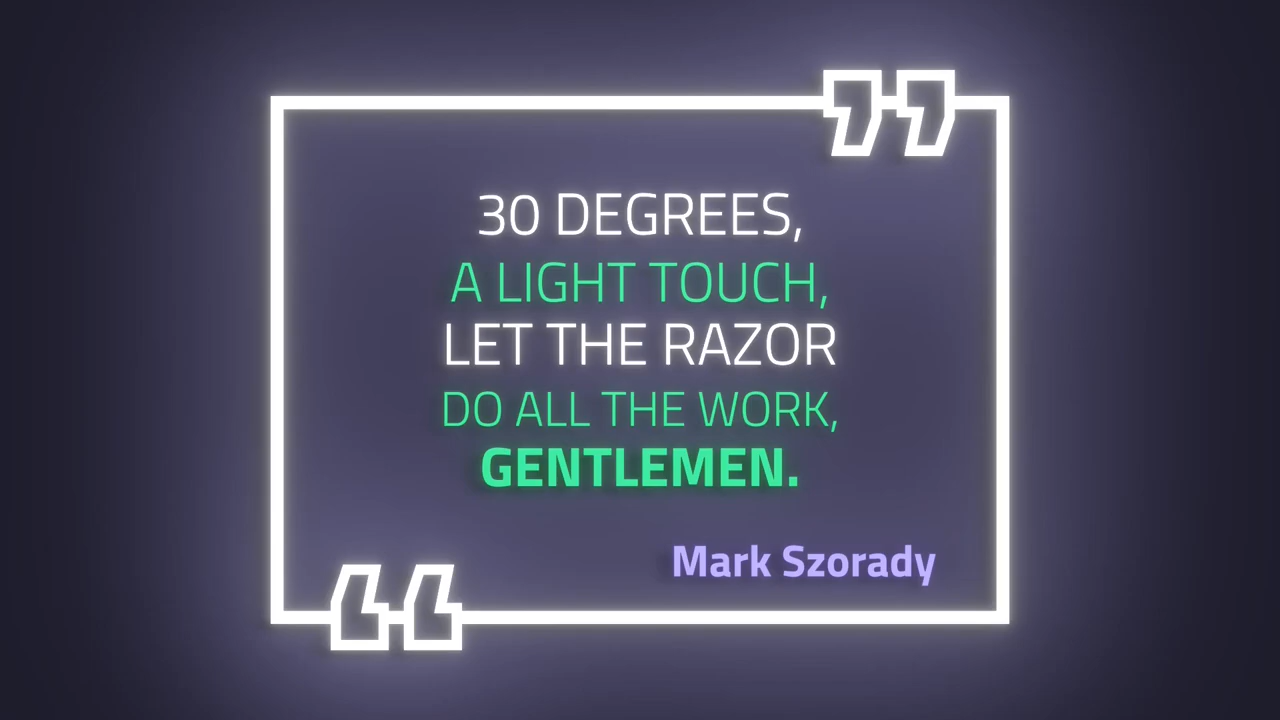 30 DEGREES,
A LIGHT TOUCH,
LET THE RAZOR
DO ALL THE WORK,
GENTLEMEN.
Mark Szorady